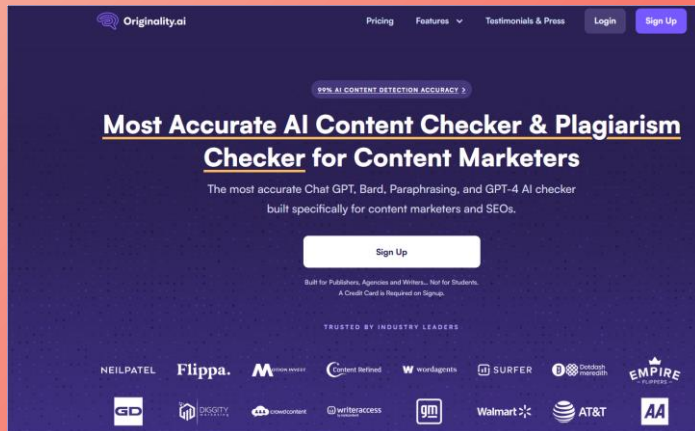 Originality.ai
Pricing Features Testimonials & Press Login Sign Up
99% AI CONTENT DETECTION ACCURACY >
Most Accurate AI Content Checker & Plagiarism
Checker for Content Marketers
The most accurate Chat GPT, Bard, Paraphrasing, and GPT-4 AI checker
built specifically for content marketers and SEOs.
Sign Up
Built for Publishers, Agencies and Writers... Not for Students.
A Credit Card is Required on Signup.
TRUSTED BY INDUSTRY LEADERS
NEILPATEL Flippa. Content Refined wordagents SURFER Dotdash meredith EMPIRE FLIPPERS
GD DIGGITY MARKETING crowdcontent writeraccess gm Walmart AT&T AA